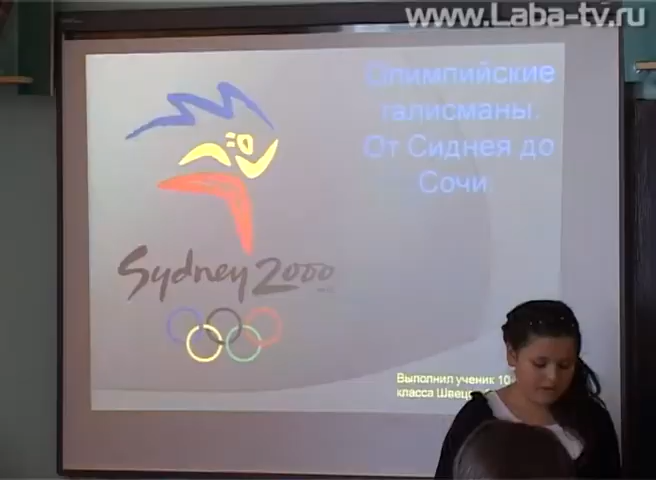 www.Laba-tv.ru
Олимпийские
талисманы.
От Сиднея до
Сочи
Sydney 2000
Выполнил ученик 10
класса